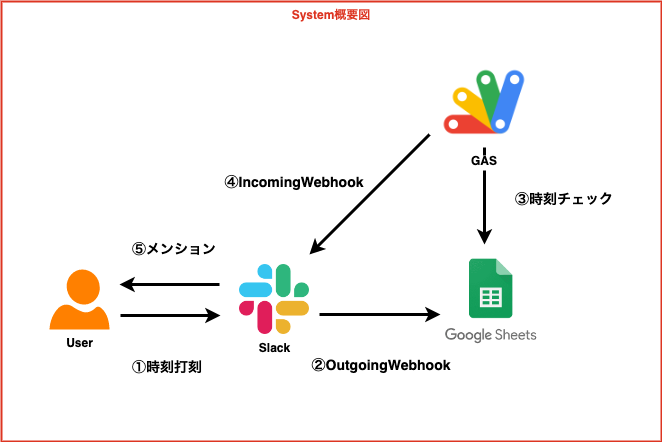 System概要図
GAS
④IncomingWebhook
③時刻チェック
⑤メンション
User
Slack
Google Sheets
①時刻打刻
②OutgoingWebhook